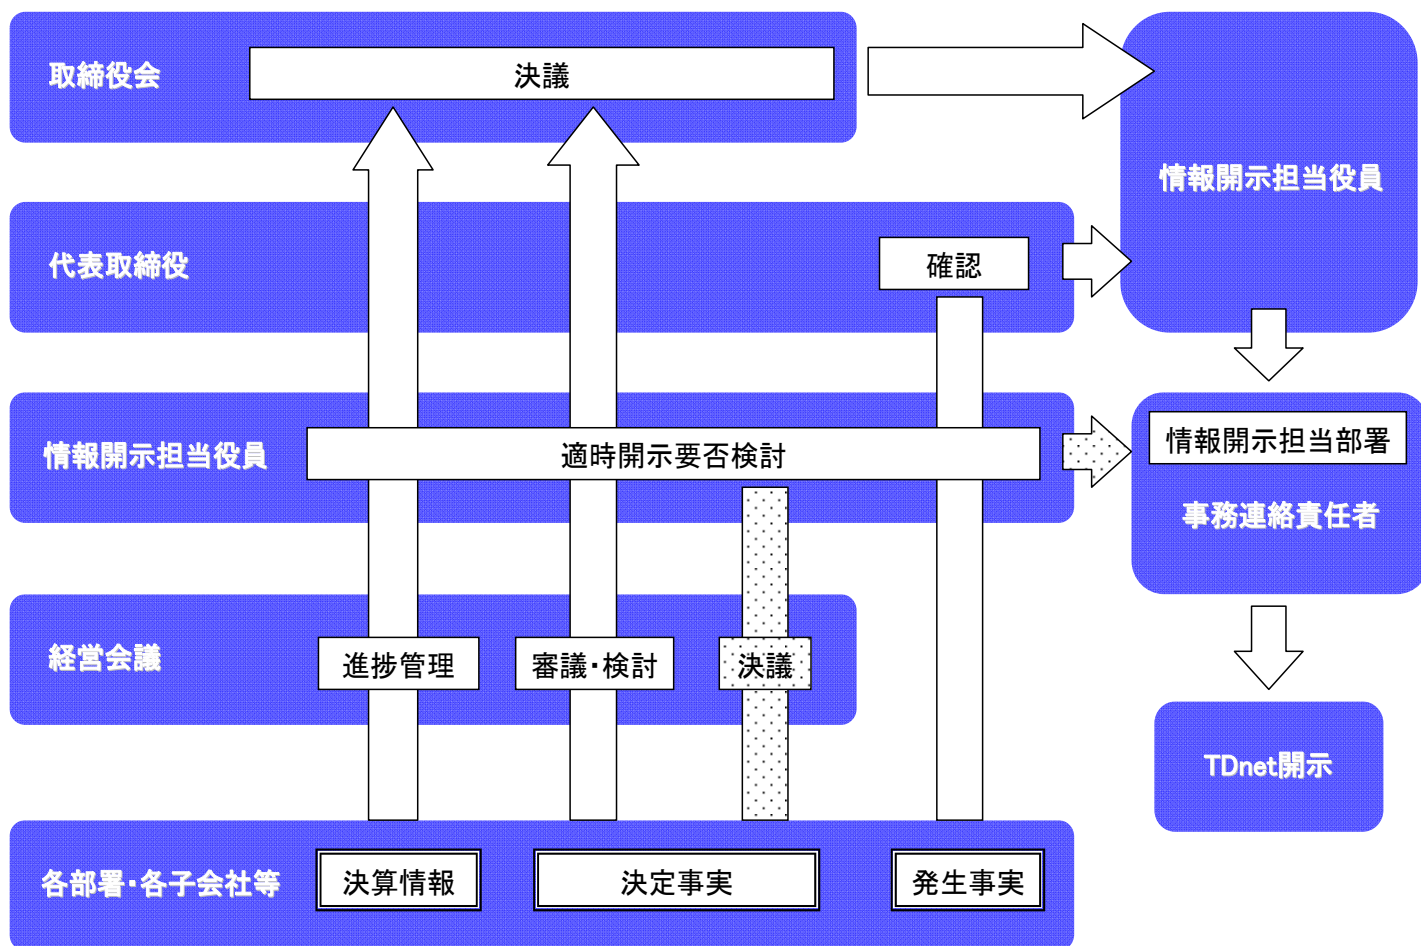 取締役会
決議
情報開示担当役員
代表取締役
確認
情報開示担当役員
適時開示要否検討
情報開示担当部署
事務連絡責任者
経営会議
進捗管理
審議・検討
決議
TDnet開示
各部署・各子会社等
決算情報
決定事実
発生事実